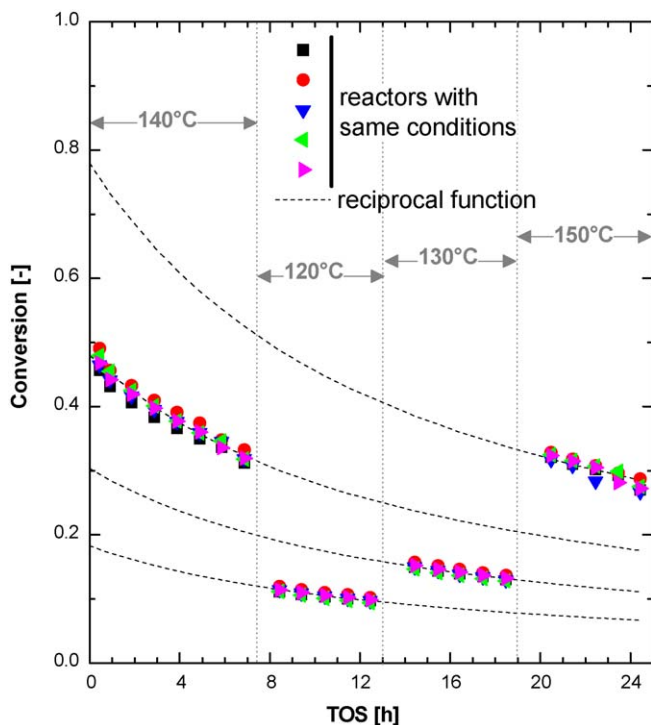 1.0
0.8
0.6
0.4
0.2
0.0
Conversion [-]
reactors with
same conditions
reciprocal function
140°C
120°C
130°C
150°C
0
4
8
12
16
20
24
TOS [h]